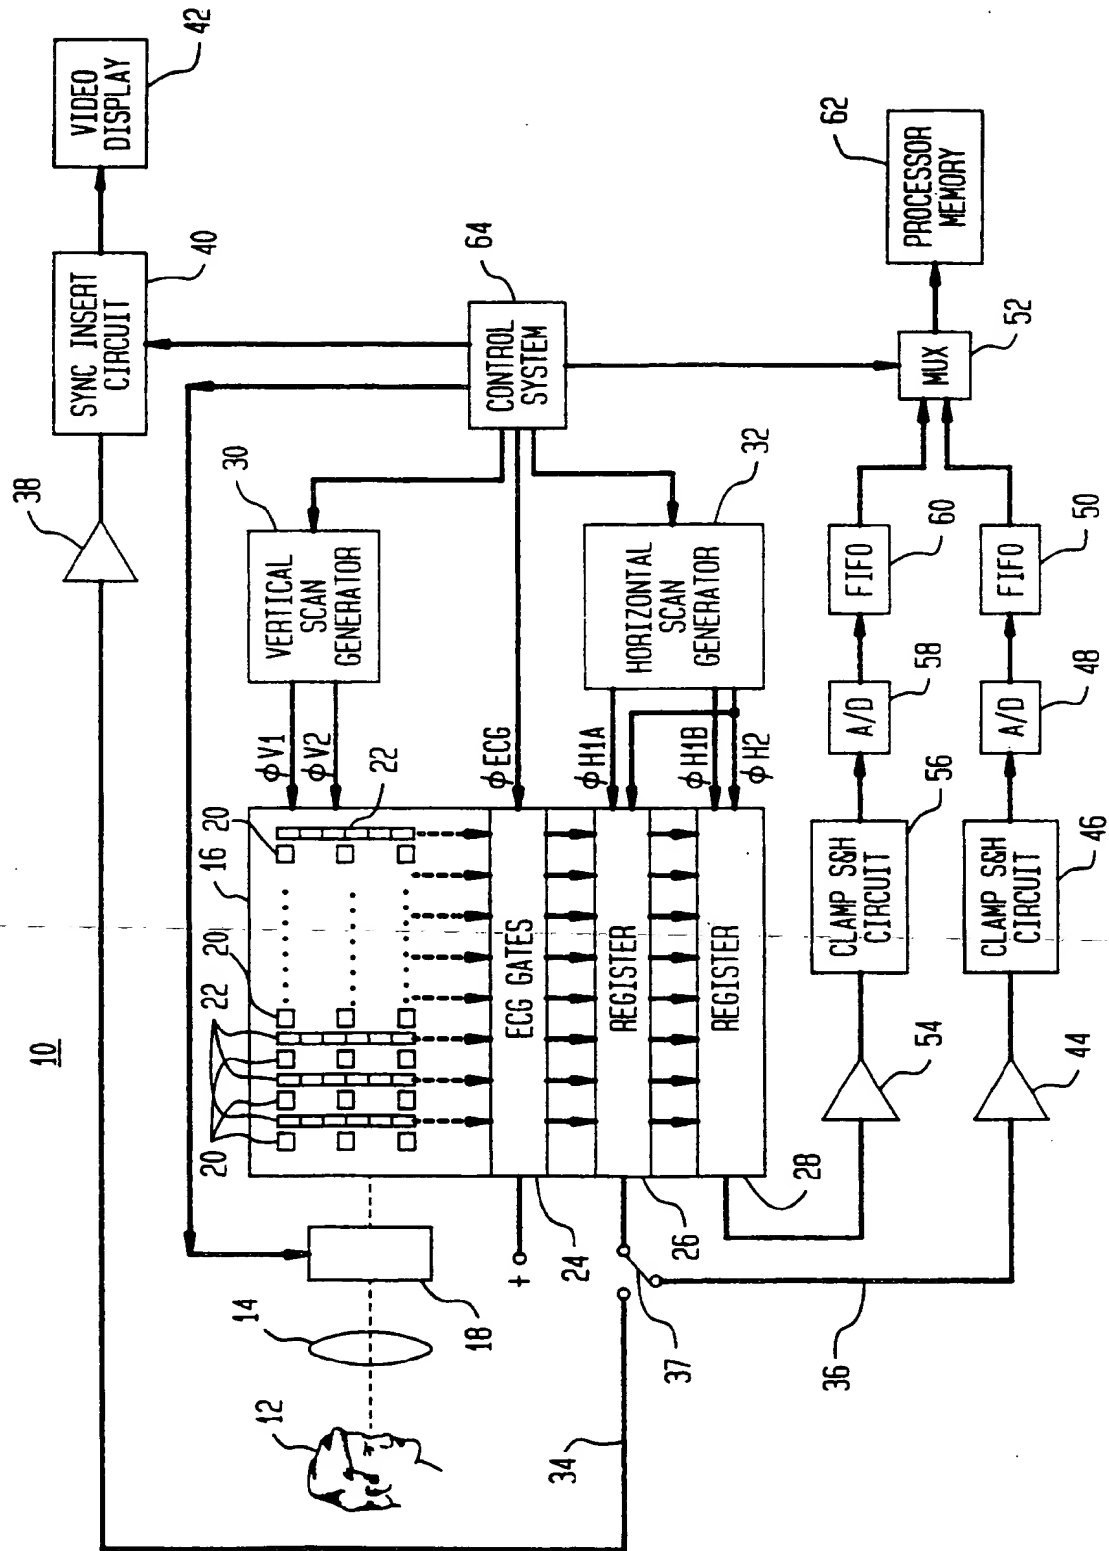 10
38
SYNC INSERT
CIRCUIT
40
VIDEO
DISPLAY
42
12
14
18
16
20
22
20
20
22
ϕV1
ϕV2
30
VERTICAL
SCAN
GENERATOR
CONTROL
SYSTEM
64
ECG GATES
24
+
ϕECG
REGISTER
26
ϕH1A
REGISTER
28
ϕH1B
ϕH2
HORIZONTAL
SCAN
GENERATOR
32
34
37
36
54
CLAMP S&H
CIRCUIT
56
A/D
58
FIFO
60
44
CLAMP S&H
CIRCUIT
46
A/D
48
FIFO
50
MUX
52
PROCESSOR
MEMORY
62